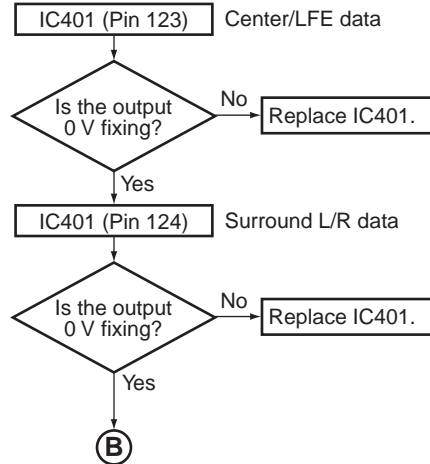 IC401 (Pin 123) Center/LFE data
Is the output
0 V fixing?
No
Replace IC401.
Yes
IC401 (Pin 124) Surround L/R data
Is the output
0 V fixing?
No
Replace IC401.
Yes
B